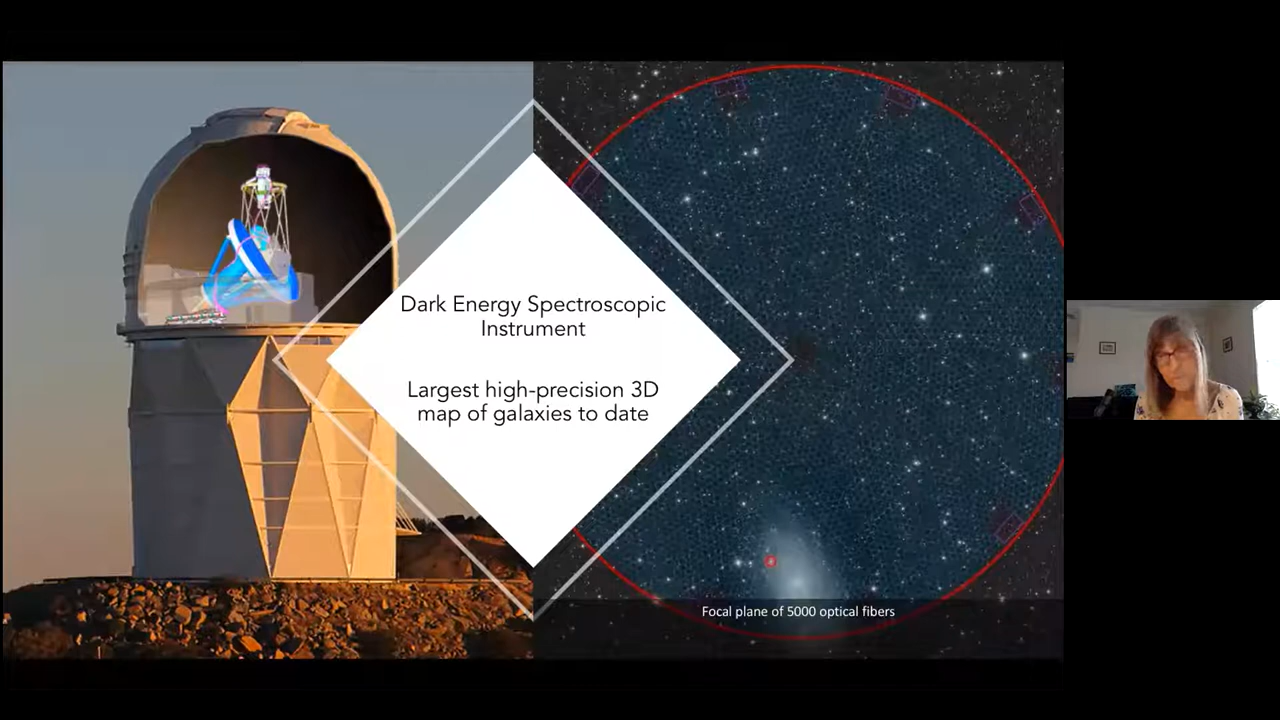 Dark Energy Spectroscopic
Instrument
Largest high-precision 3D
map of galaxies to date
Focal plane of 5000 optical fibers